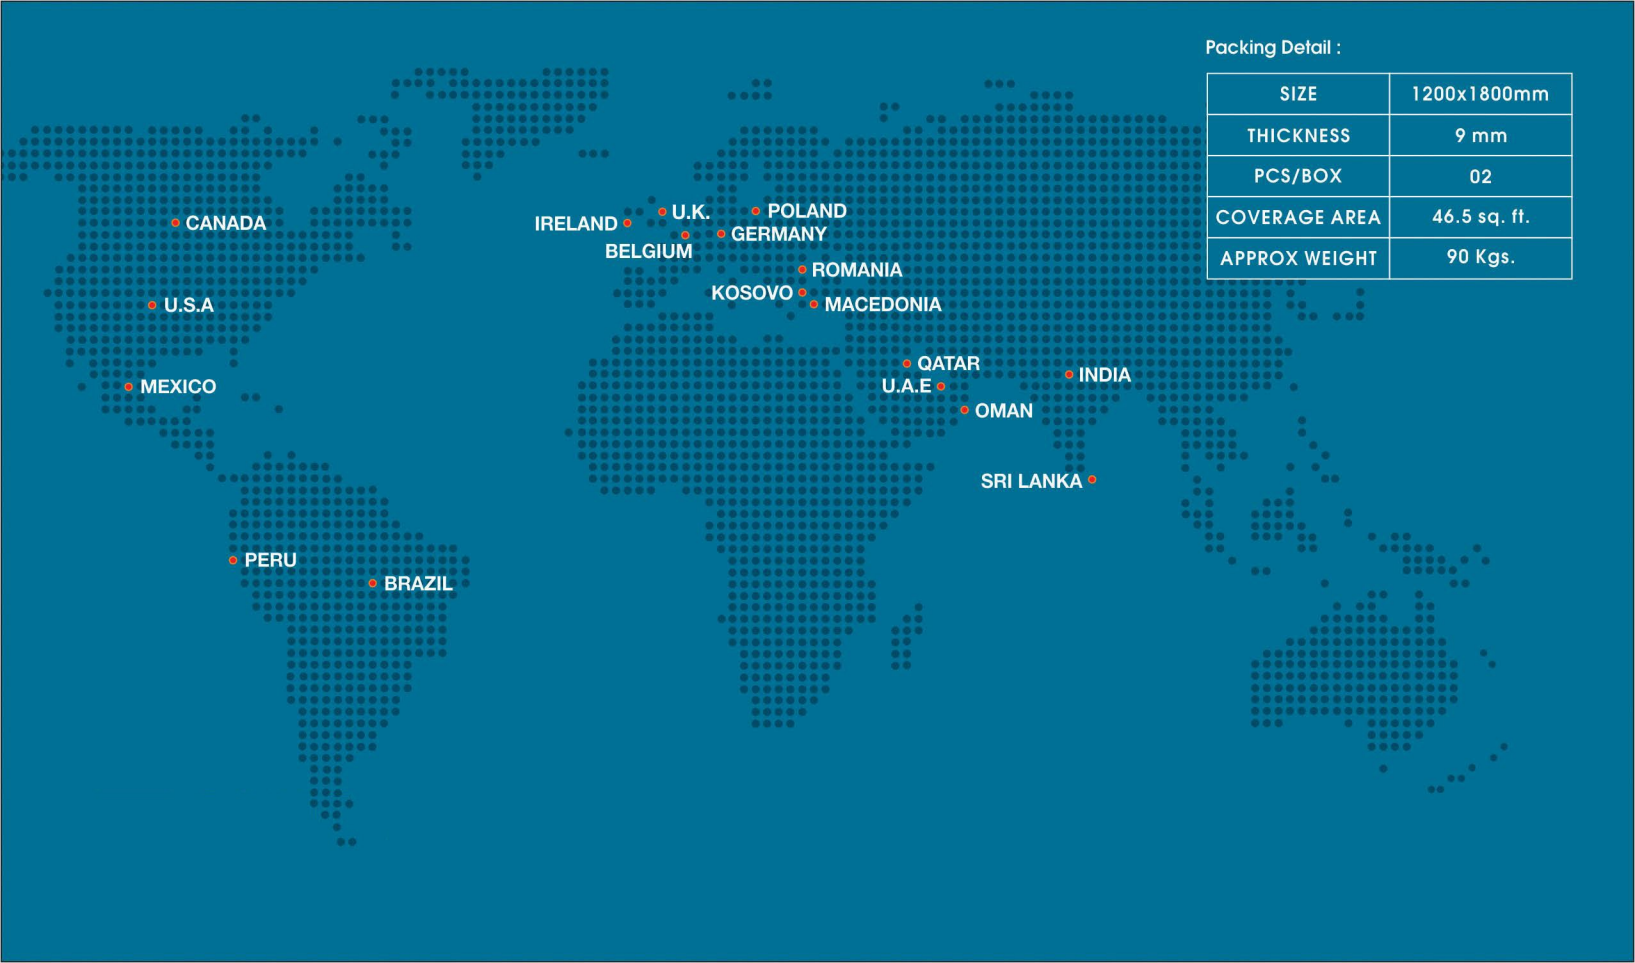 Packing Detail :
SIZE 1200x1800mm
THICKNESS 9 mm
PCS/BOX 02
COVERAGE AREA 46.5 sq. ft.
APPROX WEIGHT 90 Kgs.
CANADA
U.S.A
MEXICO
PERU
BRAZIL
IRELAND
U.K.
POLAND
BELGIUM
GERMANY
ROMANIA
KOSOVO
MACEDONIA
QATAR
U.A.E
OMAN
INDIA
SRI LANKA